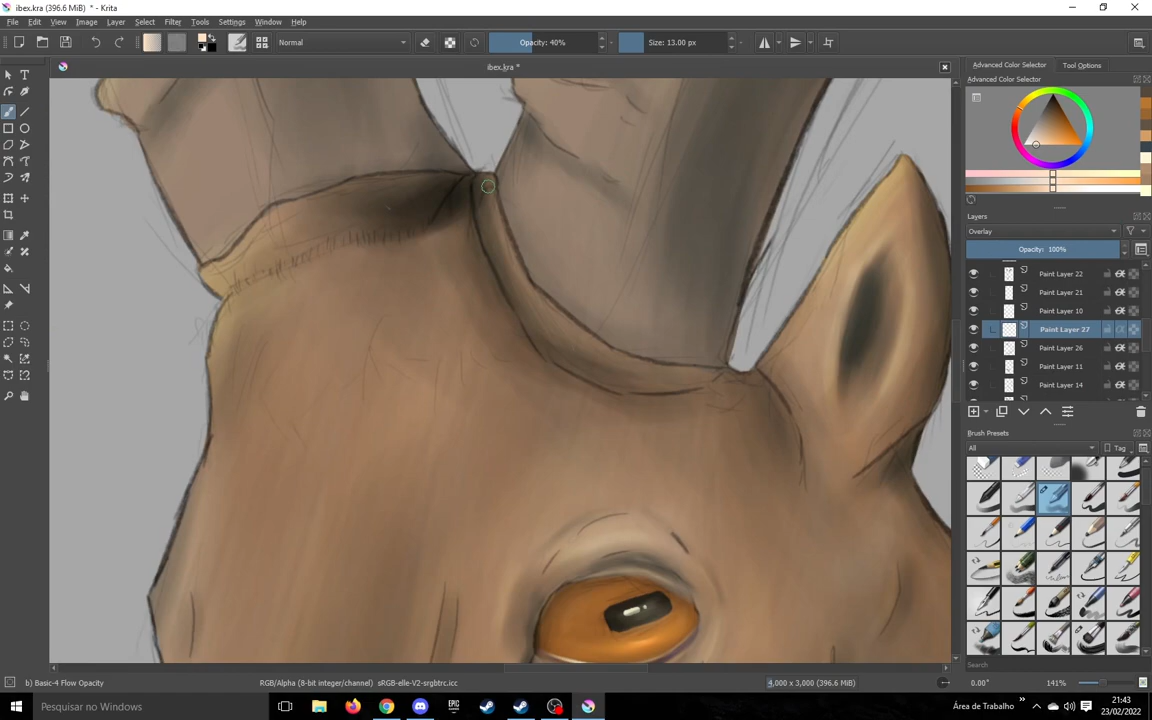 ibex.kra (396.6 MiB) * - Krita
File Edit View Image Layer Select Filter Tools Settings Window Help
Normal Opacity: 40% Size: 13.00 px
ibex.kra *
Advanced Color Selector Tool Options
Advanced Color Selector
Layers
Overlay
Opacity: 100%
Paint Layer 22
Paint Layer 21
Paint Layer 10
Paint Layer 27
Paint Layer 26
Paint Layer 11
Paint Layer 14
Brush Presets
All Tag
Search
b) Basic-4 Flow Opacity RGB/Alpha (8-bit integer/channel) sRGB-elle-V2-srgbtrc.icc 4,000 x 3,000 (396.6 MiB) 0.00° 141%
Pesquisar no Windows EPIC GAMES Área de Trabalho 21:43
23/02/2022